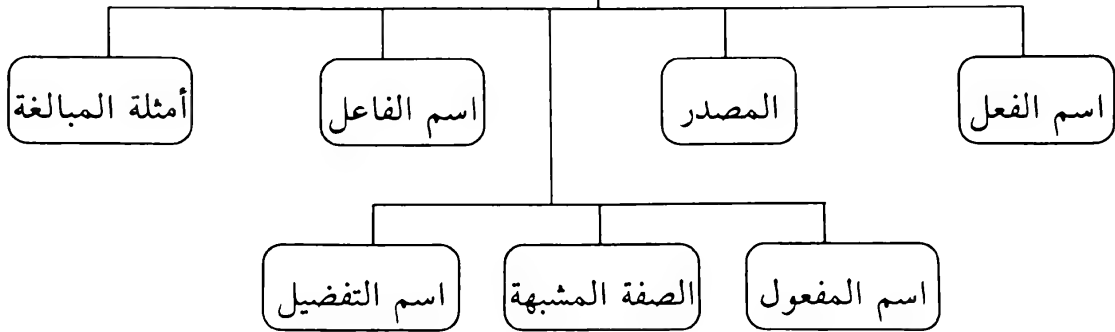 اسم الفعل
المصدر
اسم الفاعل
أمثلة المبالغة
اسم المفعول
الصفة المشبهة
اسم التفضيل